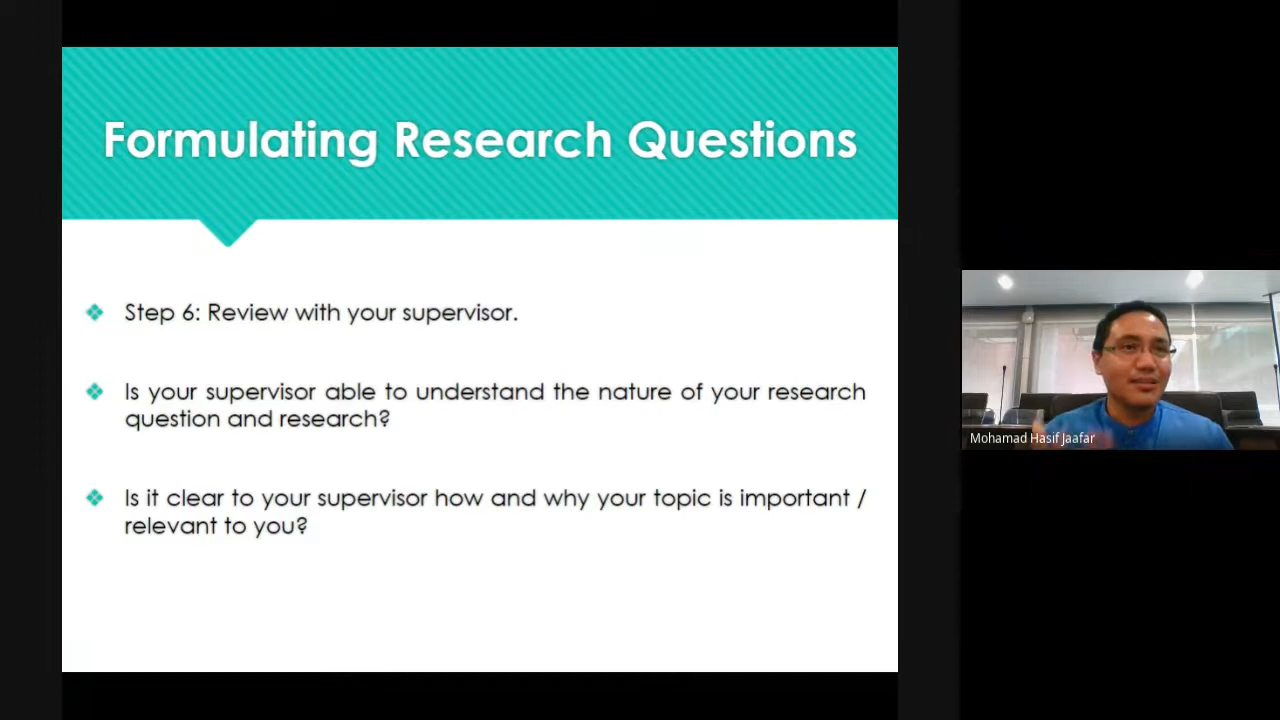 Formulating Research Questions
Step 6: Review with your supervisor.
Is your supervisor able to understand the nature of your research
question and research?
Is it clear to your supervisor how and why your topic is important /
relevant to you?
Mohamad Hasif Jaafar